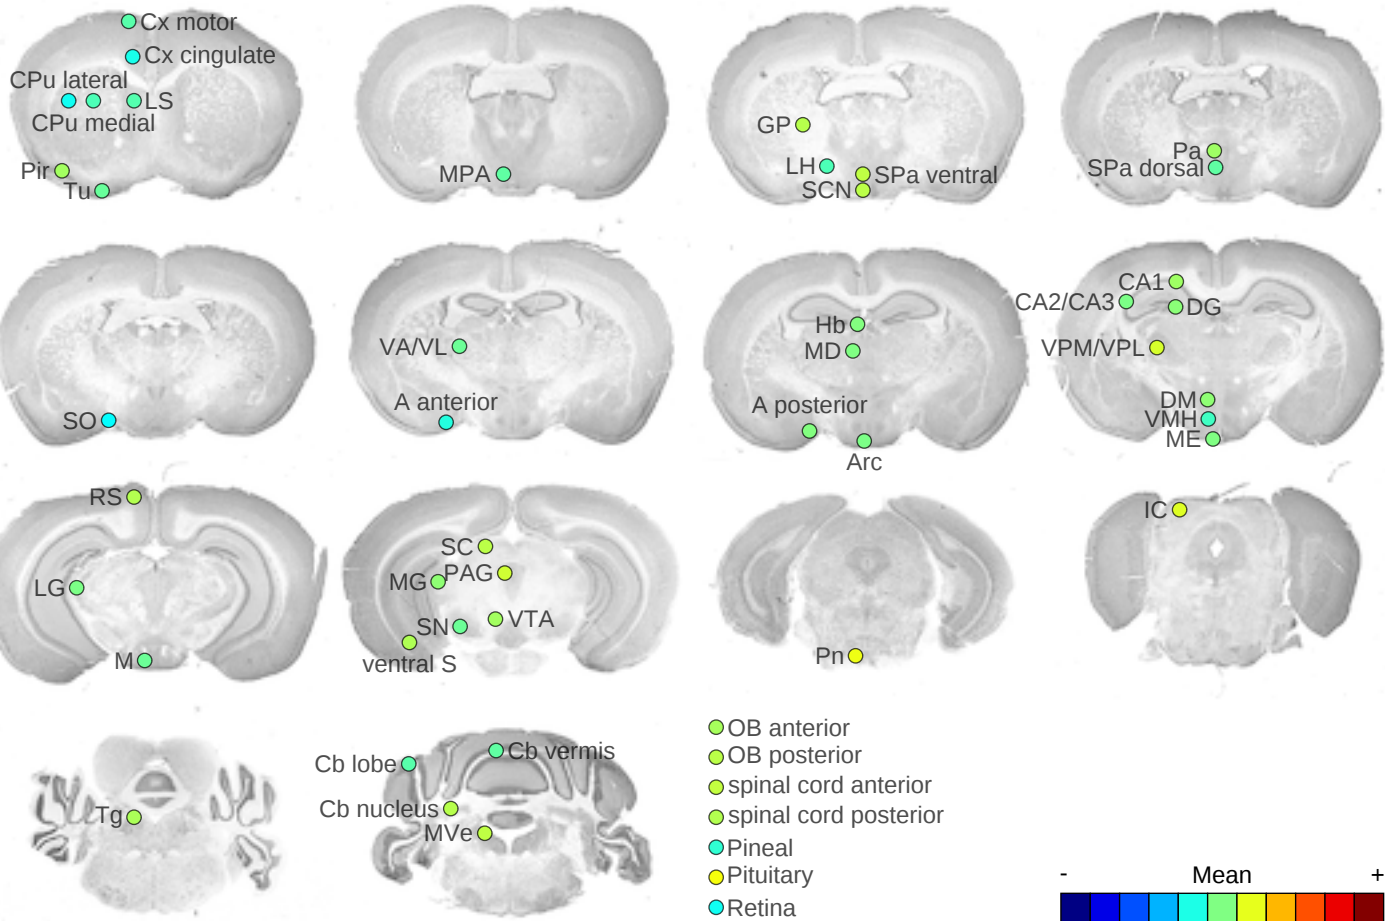 Cx motor
Cx cingulate
CPu lateral
LS
CPu medial
Pir
Tu
MPA
GP
LH
SPa ventral
SCN
Pa
SPa dorsal
SO
VA/VL
A anterior
Hb
MD
A posterior
Arc
CA1
CA2/CA3
DG
VPM/VPL
DM
VMH
ME
RS
LG
M
SC
MG
PAG
SN
VTA
ventral S
Pn
IC
Tg
Cb lobe
Cb vermis
Cb nucleus
MVe
OB anterior
OB posterior
spinal cord anterior
spinal cord posterior
Pineal
Pituitary
Retina
- Mean +